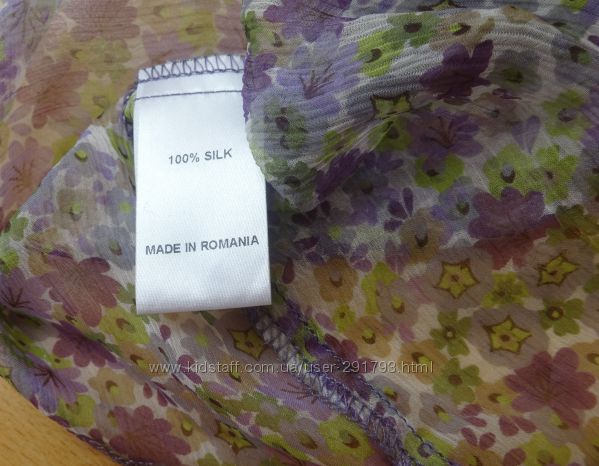 100% SILK
MADE IN ROMANIA
www.kidstaff.com.ua/user-291793.html